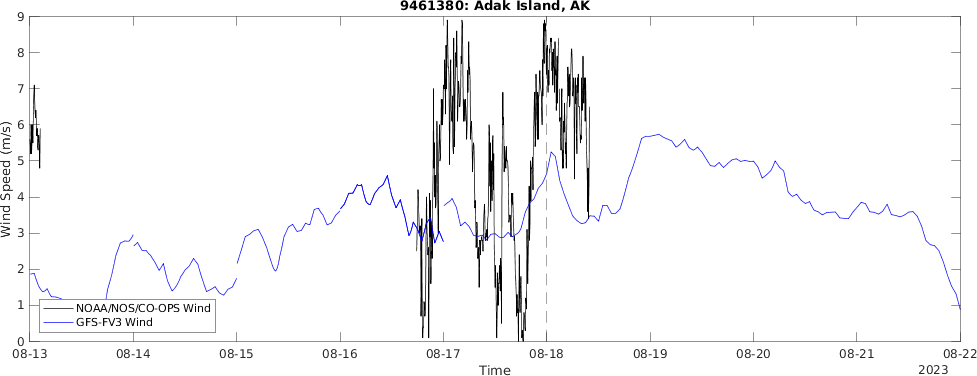 9461380: Adak Island, AK
Wind Speed (m/s)
9
8
7
6
5
4
3
2
1
0
NOAA/NOS/CO-OPS Wind
GFS-FV3 Wind
08-13 08-14 08-15 08-16 08-17 08-18 08-19 08-20 08-21 08-22
Time
2023